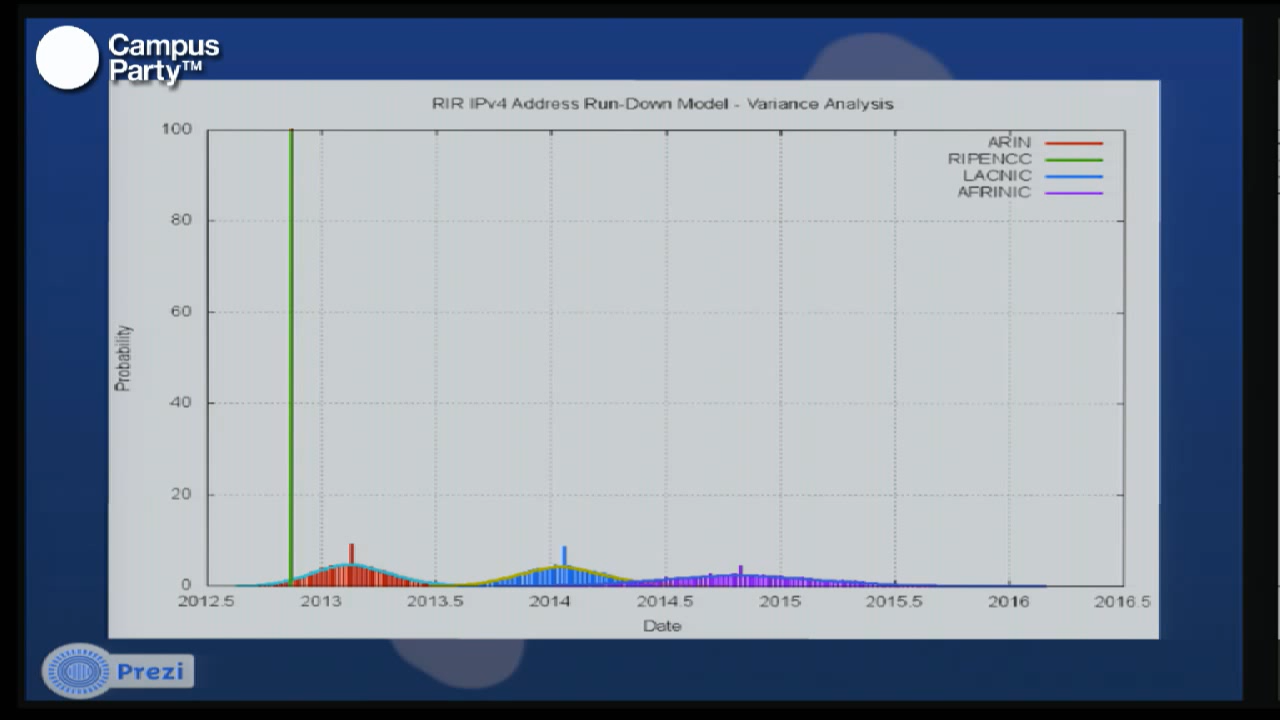 Campus
Party™
RIR IPv4 Address Run-Down Model - Variance Analysis
100
80
60
40
20
0
Probability
ARIN
RIPENCC
LACNIC
AFRINIC
2012.5 2013 2013.5 2014 2014.5 2015 2015.5 2016 2016.5
Date
Prezi